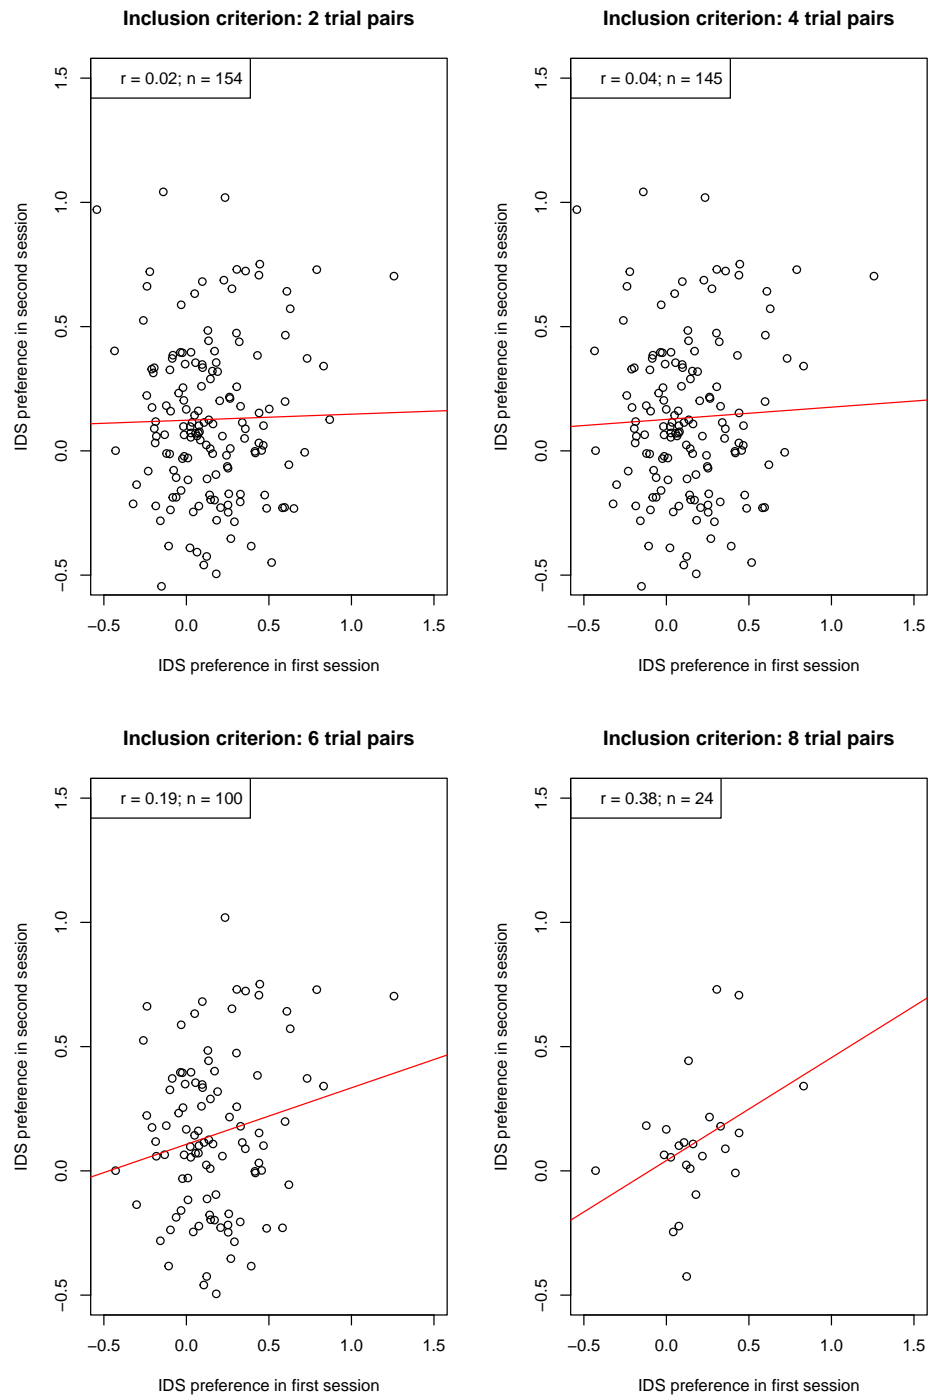 Inclusion criterion: 2 trial pairs
r = 0.02; n = 154
1.5
1.0
0.5
0.0
−0.5
IDS preference in second session
−0.5 0.0 0.5 1.0 1.5
IDS preference in first session
Inclusion criterion: 4 trial pairs
r = 0.04; n = 145
1.5
1.0
0.5
0.0
−0.5
IDS preference in second session
−0.5 0.0 0.5 1.0 1.5
IDS preference in first session
Inclusion criterion: 6 trial pairs
r = 0.19; n = 100
1.5
1.0
0.5
0.0
−0.5
IDS preference in second session
−0.5 0.0 0.5 1.0 1.5
IDS preference in first session
Inclusion criterion: 8 trial pairs
r = 0.38; n = 24
1.5
1.0
0.5
0.0
−0.5
IDS preference in second session
−0.5 0.0 0.5 1.0 1.5
IDS preference in first session